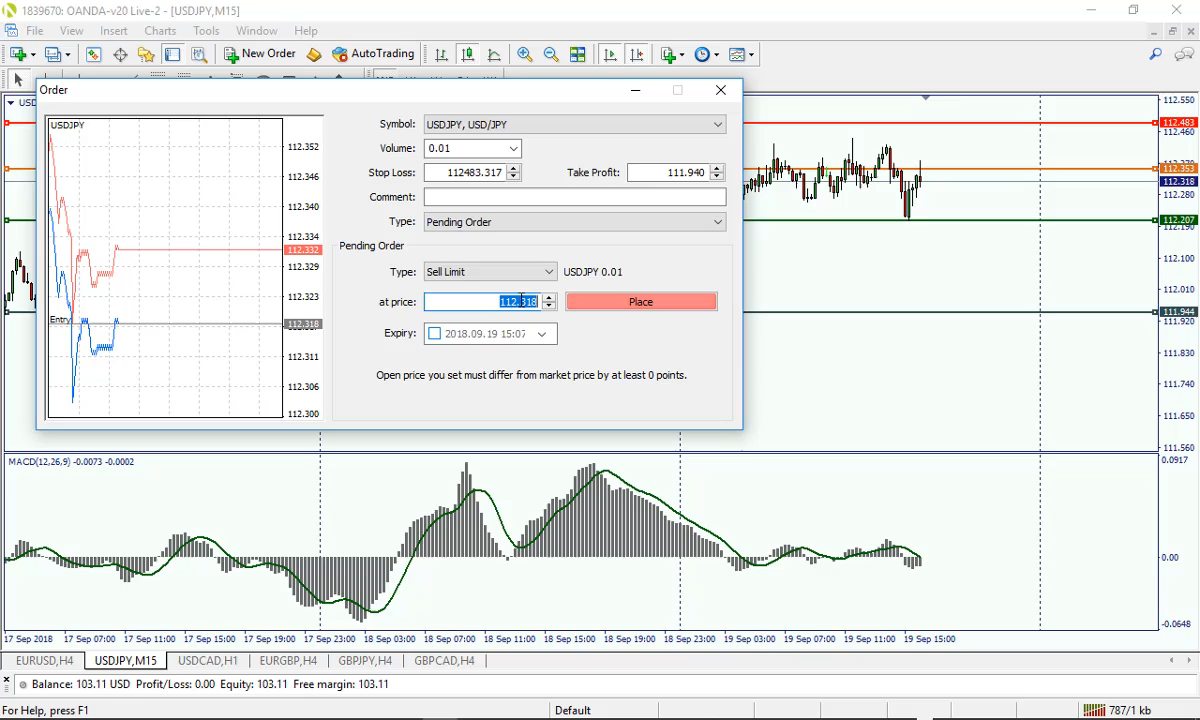 1839670: OANDA-v20 Live-2 - [USDJPY,M15]
File View Insert Charts Tools Window Help
New Order AutoTrading
Order
USDJPY
112.352
112.346
112.340
112.334
112.332
112.329
112.323
Entry
112.318
112.311
112.306
112.300
Symbol: USDJPY, USD/JPY
Volume: 0.01
Stop Loss: 112483.317 Take Profit: 111.940
Comment:
Type: Pending Order
Pending Order
Type: Sell Limit USDJPY 0.01
at price: 112.318 Place
Expiry: 2018.09.19 15:07
Open price you set must differ from market price by at least 0 points.
112.550
112.483
112.460
112.353
112.318
112.207
112.190
112.100
112.010
111.944
111.920
111.830
111.740
111.650
111.560
MACD(12,26,9) -0.0073 -0.0002
0.0917
0.00
-0.0648
17 Sep 2018 17 Sep 07:00 17 Sep 11:00 17 Sep 15:00 17 Sep 19:00 17 Sep 23:00 18 Sep 03:00 18 Sep 07:00 18 Sep 11:00 18 Sep 15:00 18 Sep 19:00 18 Sep 23:00 19 Sep 03:00 19 Sep 07:00 19 Sep 11:00 19 Sep 15:00
EURUSD,H4 USDJPY,M15 USDCAD,H1 EURGBP,H4 GBPJPY,H4 GBPCAD,H4
Balance: 103.11 USD Profit/Loss: 0.00 Equity: 103.11 Free margin: 103.11
For Help, press F1 Default 787/1 kb